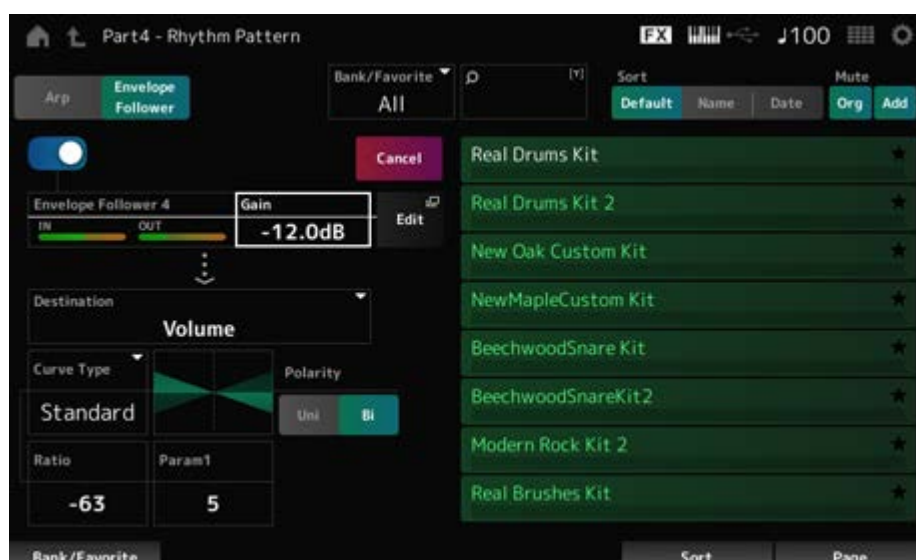 Part4 - Rhythm Pattern
FX
♩100
Arp
Envelope
Follower
Bank/Favorite
All
[Y]
Sort
Default
Name
Date
Mute
Org
Add
Cancel
Envelope Follower 4
IN
OUT
Gain
-12.0dB
Edit
Destination
Volume
Curve Type
Standard
Polarity
Uni
Bi
Ratio
-63
Param1
5
Real Drums Kit
Real Drums Kit 2
New Oak Custom Kit
NewMapleCustom Kit
BeechwoodSnare Kit
BeechwoodSnareKit2
Modern Rock Kit 2
Real Brushes Kit
Bank/Favorite
Sort
Page